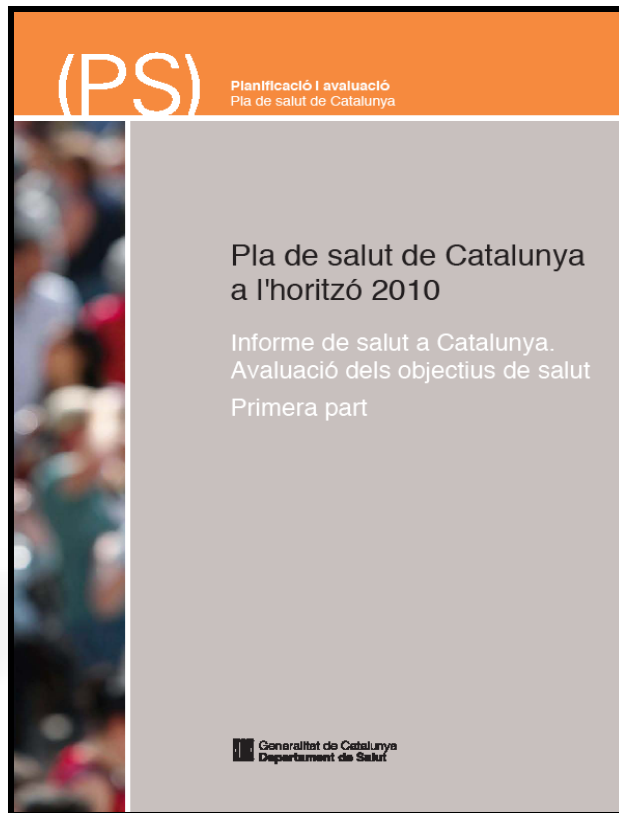 (PS)
Planificació i avaluació
Pla de salut de Catalunya
Pla de salut de Catalunya
a l'horitzó 2010
Informe de salut a Catalunya.
Avaluació dels objectius de salut
Primera part
Generalitat de Catalunya
Departament de Salut